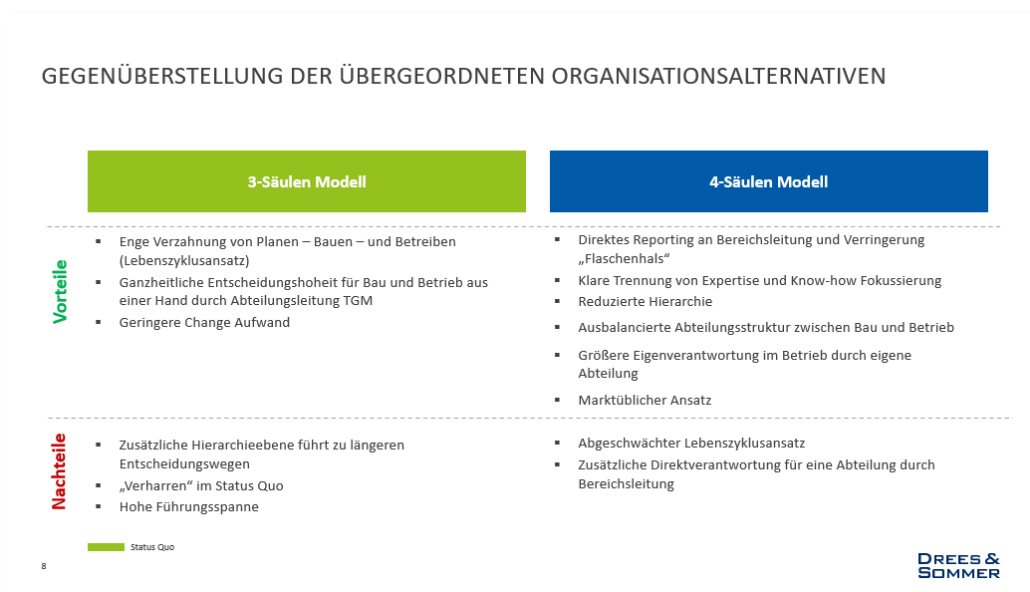 GEGENÜBERSTELLUNG DER ÜBERGEORDNETEN ORGANISATIONSALTERNATIVEN
3-Säulen Modell
4-Säulen Modell
Vorteile
▪ Enge Verzahnung von Planen – Bauen – und Betreiben
(Lebenszyklusansatz)
▪ Ganzheitliche Entscheidungshoheit für Bau und Betrieb aus
einer Hand durch Abteilungsleitung TGM
▪ Geringere Change Aufwand
▪ Direktes Reporting an Bereichsleitung und Verringerung
„Flaschenhals“
▪ Klare Trennung von Expertise und Know-how Fokussierung
▪ Reduzierte Hierarchie
▪ Ausbalancierte Abteilungsstruktur zwischen Bau und Betrieb
▪ Größere Eigenverantwortung im Betrieb durch eigene
Abteilung
▪ Marktüblicher Ansatz
Nachteile
▪ Zusätzliche Hierarchieebene führt zu längeren
Entscheidungswegen
▪ „Verharren“ im Status Quo
▪ Hohe Führungsspanne
▪ Abgeschwächter Lebenszyklusansatz
▪ Zusätzliche Direktverantwortung für eine Abteilung durch
Bereichsleitung
Status Quo
8
DREES &
SOMMER